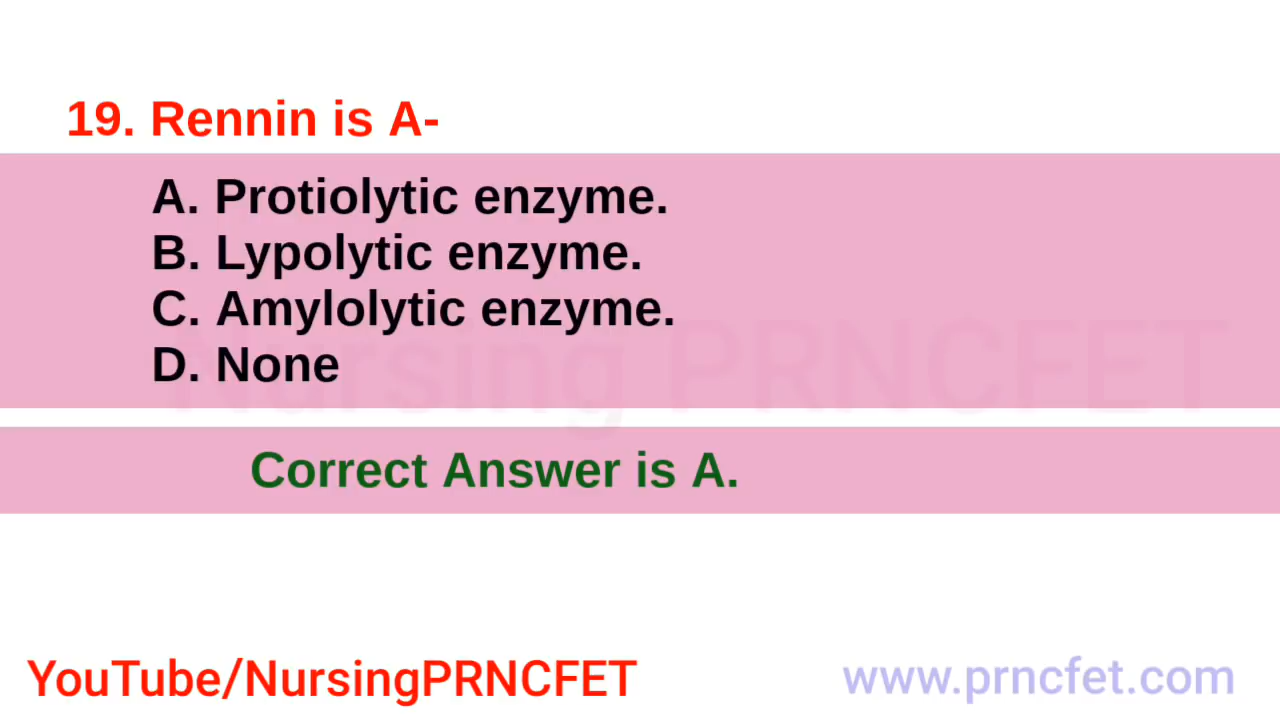 19. Rennin is A-
A. Protiolytic enzyme.
B. Lypolytic enzyme.
C. Amylolytic enzyme.
D. None
Nursing PRNCFET
Correct Answer is A.
YouTube/NursingPRNCFET
www.prncfet.com